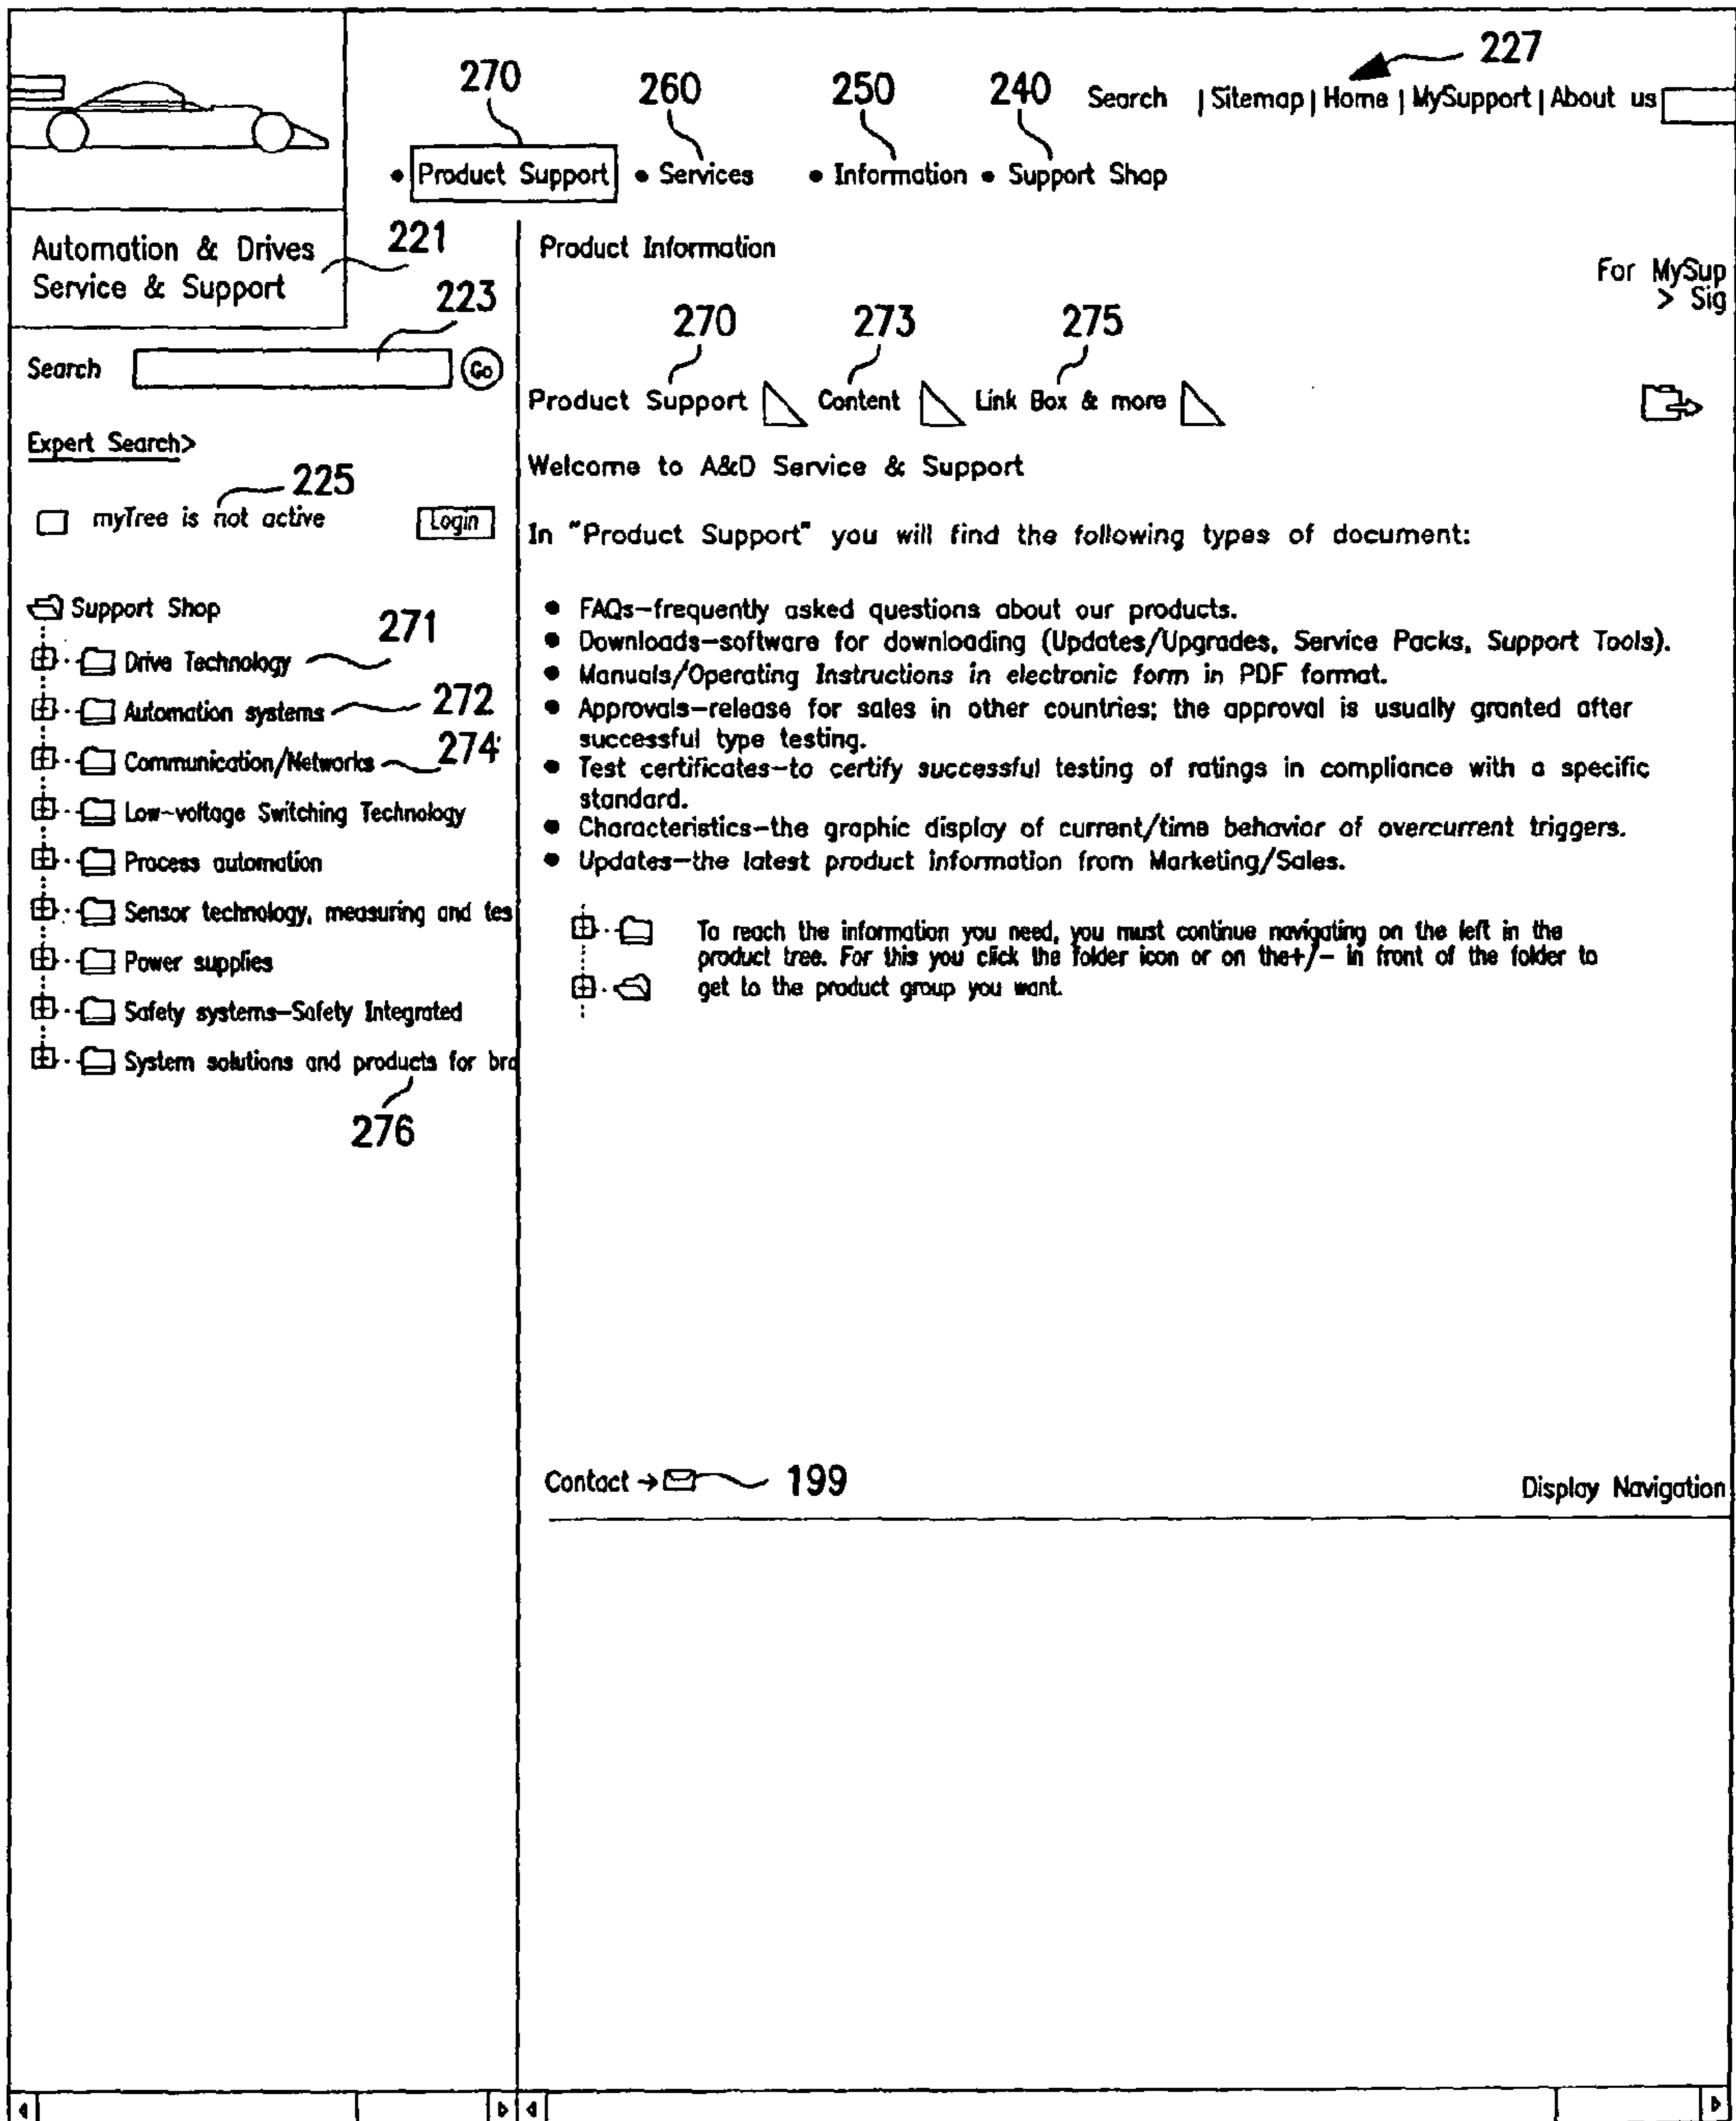 227
270 260 250 240
Search | Sitemap | Home | MySupport | About us
• Product Support • Services • Information • Support Shop
Automation & Drives
Service & Support
221
223
Search Go
Expert Search>
225
myTree is not active Login
Support Shop
271
Drive Technology
Automation systems 272
Communication/Networks 274
Low-voltage Switching Technology
Process automation
Sensor technology, measuring and tes
Power supplies
Safety systems-Safety Integrated
System solutions and products for bra
276
Product Information
For MySup
> Sig
270 273 275
Product Support Content Link Box & more
Welcome to A&D Service & Support
In "Product Support" you will find the following types of document:
• FAQs-frequently asked questions about our products.
• Downloads-software for downloading (Updates/Upgrades, Service Packs, Support Tools).
• Manuals/Operating Instructions in electronic form in PDF format.
• Approvals-release for sales in other countries; the approval is usually granted after
successful type testing.
• Test certificates-to certify successful testing of ratings in compliance with a specific
standard.
• Characteristics-the graphic display of current/time behavior of overcurrent triggers.
• Updates-the latest product information from Marketing/Sales.
To reach the information you need, you must continue navigating on the left in the
product tree. For this you click the folder icon or on the+/- in front of the folder to
get to the product group you want.
Contact → 199
Display Navigation